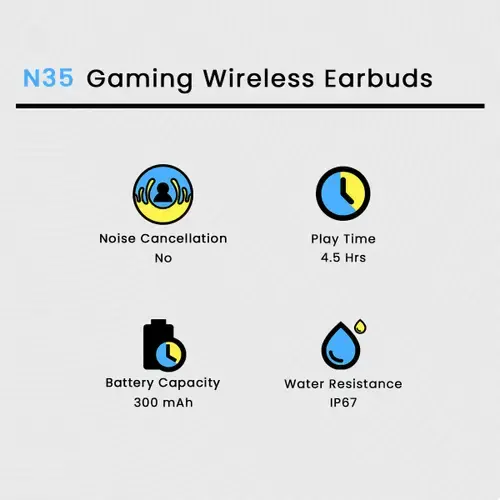 N35 Gaming Wireless Earbuds
Noise Cancellation
No
Play Time
4.5 Hrs
Battery Capacity
300 mAh
Water Resistance
IP67